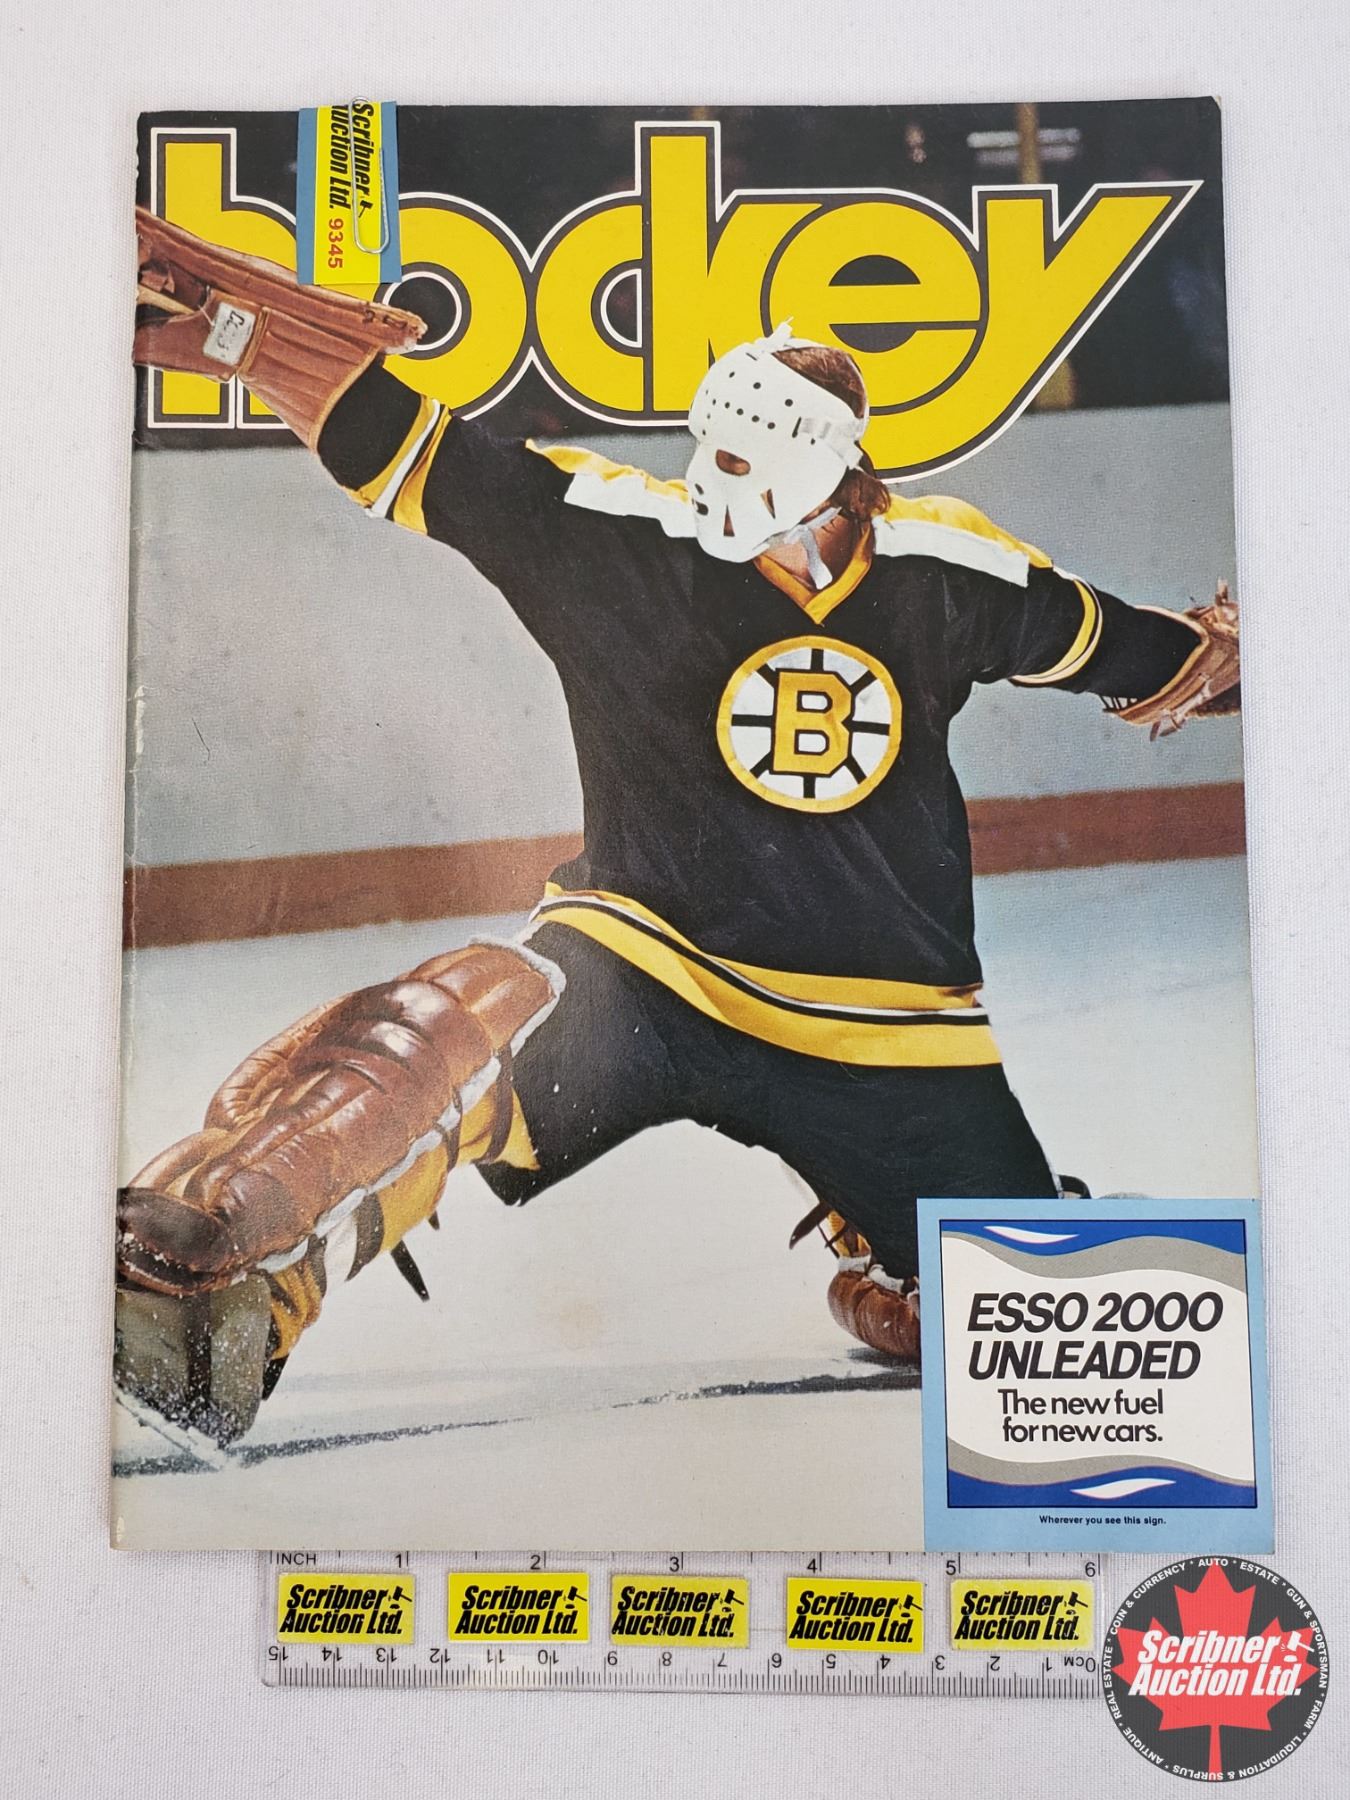 hockey
Scribner
Auction Ltd.
9345
B
ESSO 2000
UNLEADED
The new fuel
for new cars.
Wherever you see this sign.
INCH 1 2 3 4 5 6
Scribner
Auction Ltd.
Scribner
Auction Ltd.
Scribner
Auction Ltd.
Scribner
Auction Ltd.
Scribner
Auction Ltd.
15 14 13 12 11 10 9 8 7 6 5 4 3 2 1 0CM
ANTIQUE * REAL ESTATE * COIN & CURRENCY * AUTO * ESTATE * GUN & SPORTSMAN * FARM * LIQUIDATION & SURPLUS *
Scribner
Auction Ltd.